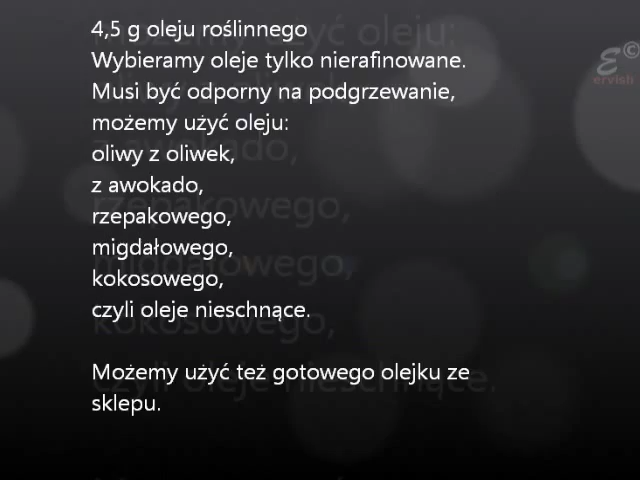 4,5 g oleju roślinnego
Wybieramy oleje tylko nierafinowane.
Musi być odporny na podgrzewanie,
możemy użyć oleju:
oliwy z oliwek,
z awokado,
rzepakowego,
migdałowego,
kokosowego,
czyli oleje nieschnące.
Możemy użyć też gotowego olejku ze
sklepu.
ε©
ervish